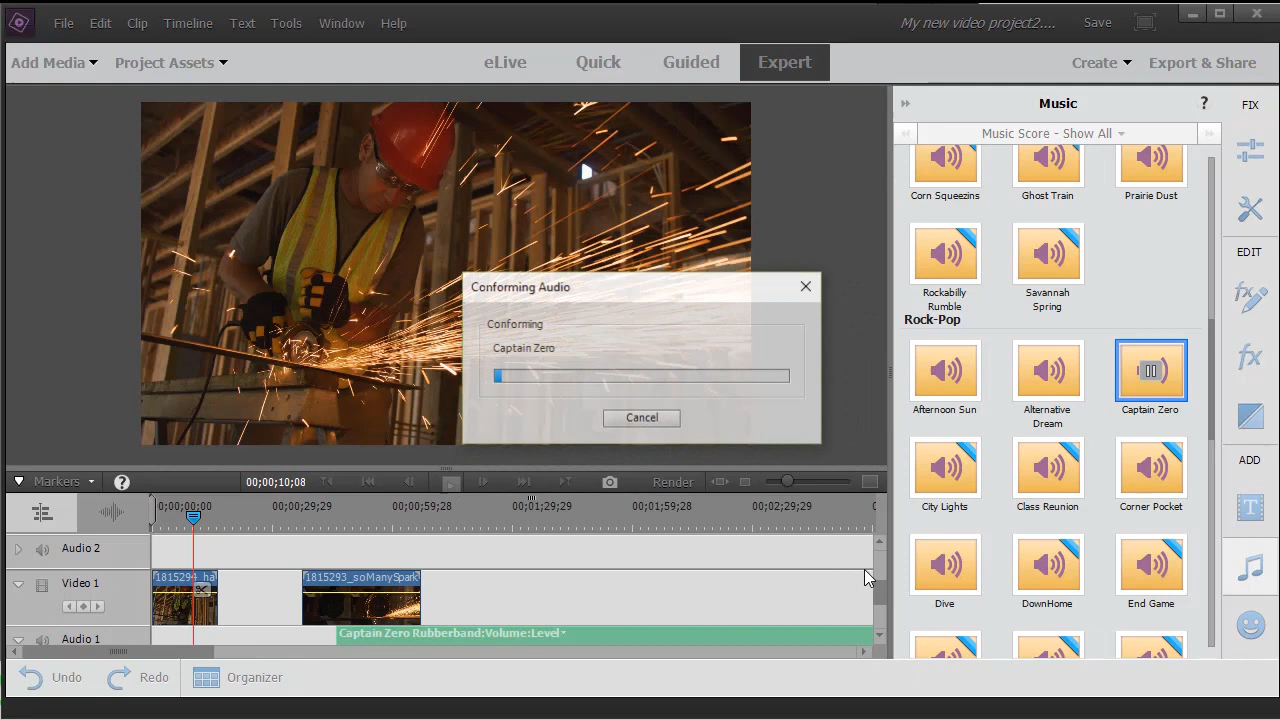 File Edit Clip Timeline Text Tools Window Help
My new video project2.... Save
Add Media Project Assets
eLive Quick Guided Expert
Create Export & Share
Music
?
FIX
Music Score - Show All
Corn Squeezins Ghost Train Prairie Dust
EDIT
Rockabilly Rumble
Savannah Spring
Rock-Pop
Conforming Audio
Conforming
Captain Zero
Cancel
Afternoon Sun
Alternative Dream
Captain Zero
ADD
City Lights Class Reunion Corner Pocket
Dive DownHome End Game
Markers ? 00;00;10;08 Render
0;00;00;00 00;00;29;29 00;00;59;28 00;01;29;29 00;01;59;28 00;02;29;29
Audio 2
Video 1
1815294_ha
1815293_soManySpark
Audio 1
Captain Zero Rubberband:Volume:Level
Undo Redo Organizer